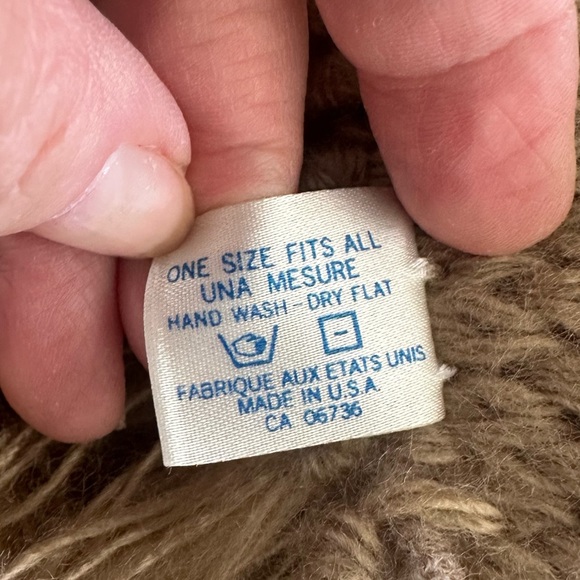 ONE SIZE FITS ALL
UNA MESURE
HAND WASH - DRY FLAT
FABRIQUE AUX ETATS UNIS
MADE IN U.S.A.
CA 06736